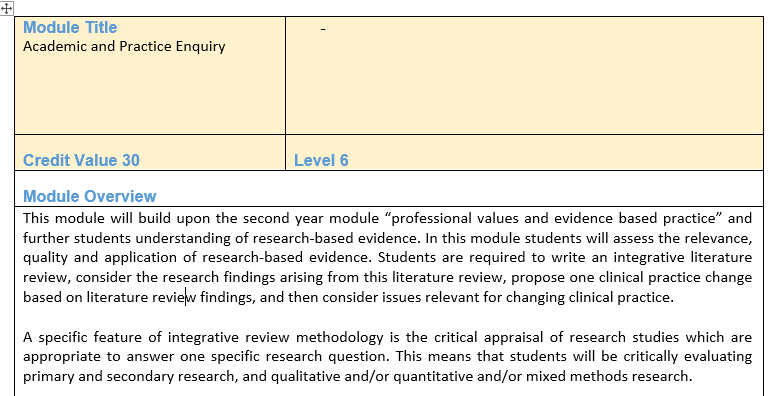 Module Title
-
Academic and Practice Enquiry
Credit Value 30
Level 6
Module Overview
This module will build upon the second year module “professional values and evidence based practice” and
further students understanding of research-based evidence. In this module students will assess the relevance,
quality and application of research-based evidence. Students are required to write an integrative literature
review, consider the research findings arising from this literature review, propose one clinical practice change
based on literature review findings, and then consider issues relevant for changing clinical practice.
A specific feature of integrative review methodology is the critical appraisal of research studies which are
appropriate to answer one specific research question. This means that students will be critically evaluating
primary and secondary research, and qualitative and/or quantitative and/or mixed methods research.